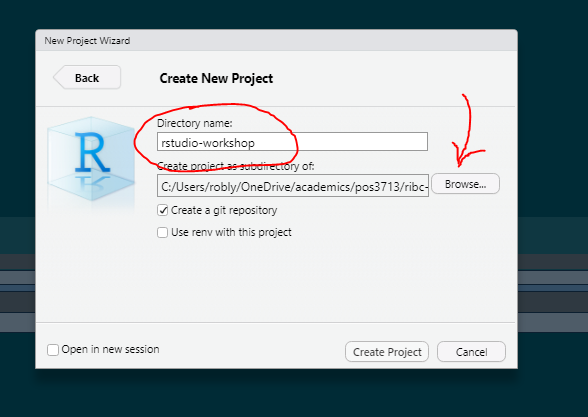 New Project Wizard
Back
Create New Project
R
Directory name:
rstudio-workshop
Create project as subdirectory of:
C:/Users/robly/OneDrive/academics/pos3713/ribc-
Browse...
Create a git repository
Use renv with this project
Open in new session
Create Project
Cancel